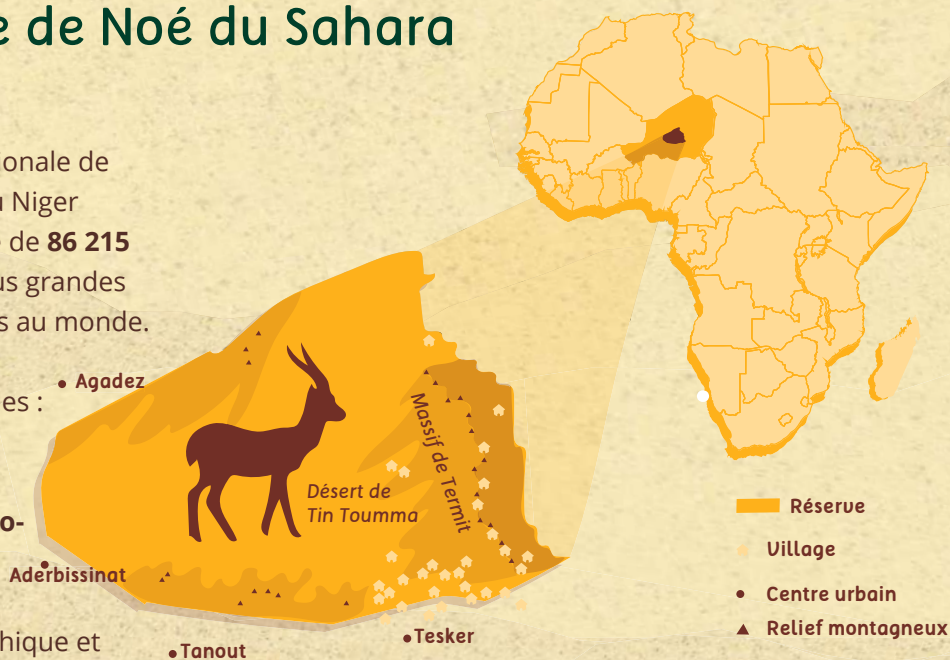 e de Noé du Sahara
ionale de
u Niger
e de 86 215
us grandes
s au monde.
Agadez
es :
Massif de Termit
Désert de
Tin Toumma
o-
Aderbissinat
hique et
Tanout
Tesker
Réserve
Village
Centre urbain
Relief montagneux